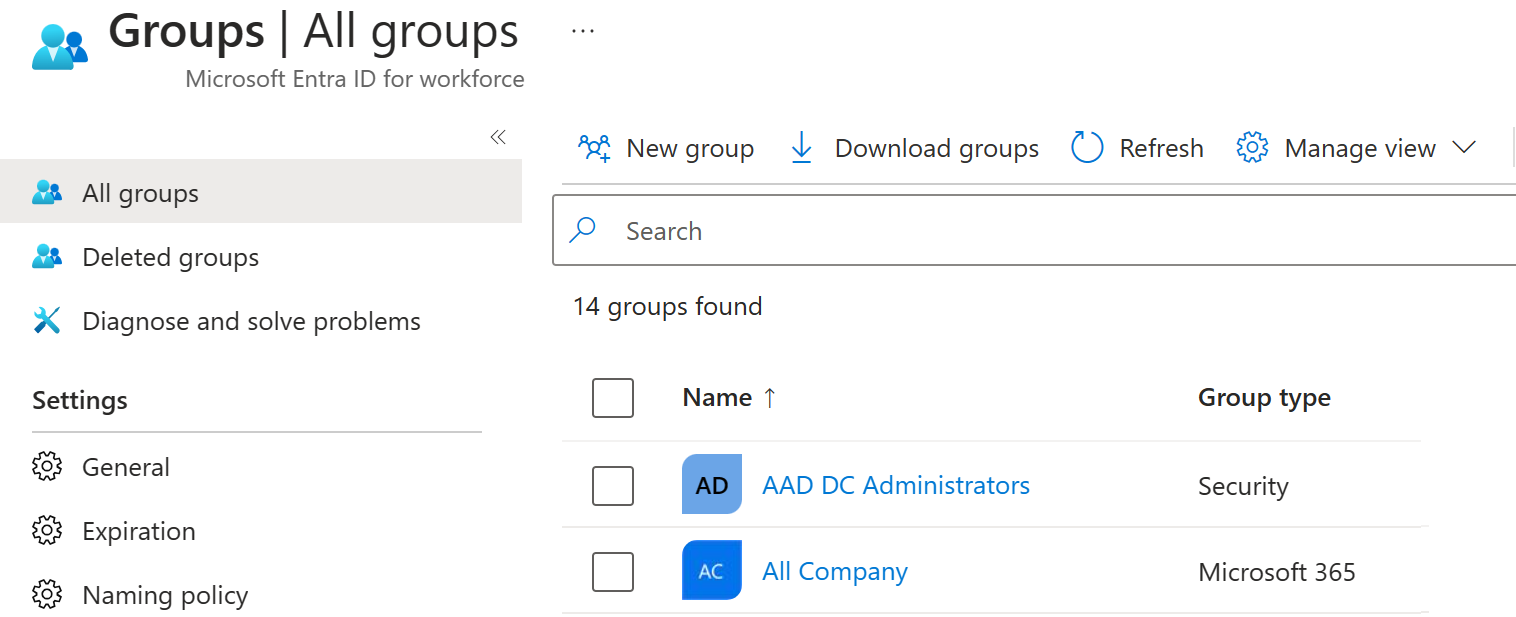 Groups | All groups
...
Microsoft Entra ID for workforce
All groups
Deleted groups
Diagnose and solve problems
Settings
General
Expiration
Naming policy
New group
Download groups
Refresh
Manage view
Search
14 groups found
Name ↑
Group type
AD
AAD DC Administrators
Security
AC
All Company
Microsoft 365